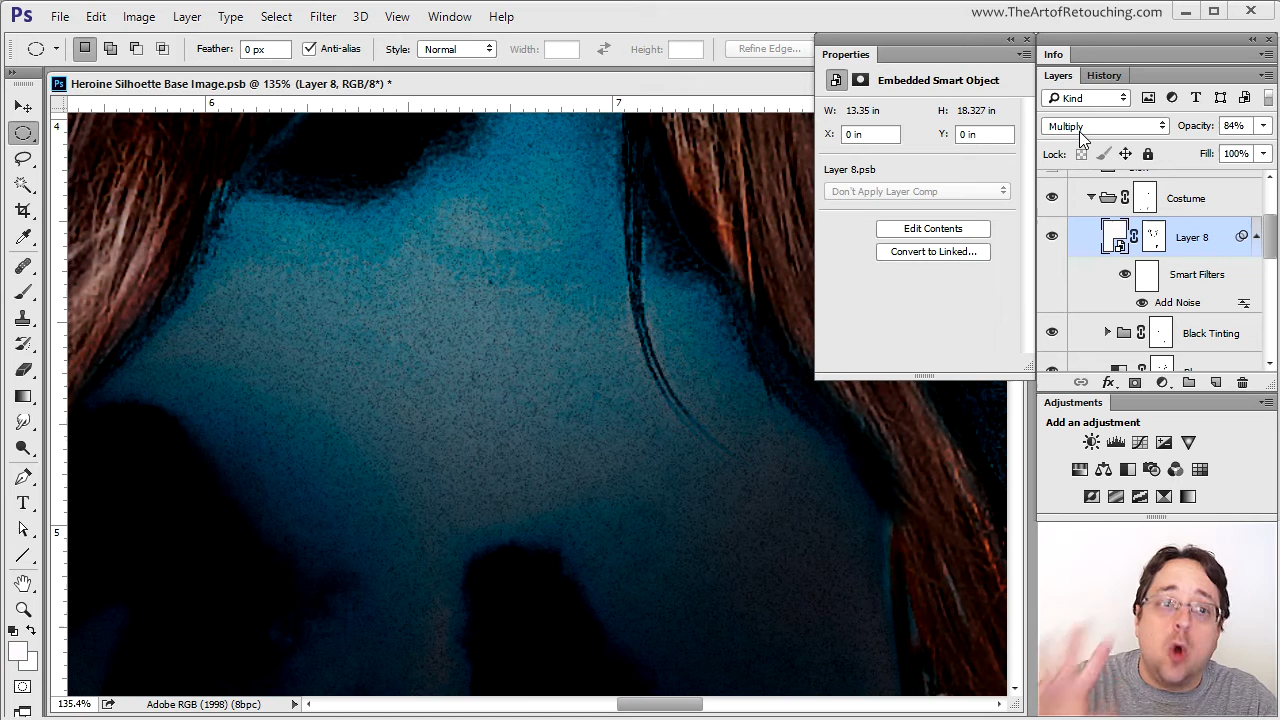 Ps File Edit Image Layer Type Select Filter 3D View Window Help www.TheArtofRetouching.com
Feather: 0 px Anti-alias Style: Normal Width: Height: Refine Edge...
Ps Heroine Silhoette Base Image.psb @ 135% (Layer 8, RGB/8*) *
6 7
4
5
Properties
Embedded Smart Object
W: 13.35 in H: 18.327 in
X: 0 in Y: 0 in
Layer 8.psb
Don't Apply Layer Comp
Edit Contents
Convert to Linked...
Info
Layers History
Kind
Multiply Opacity: 84%
Lock: Fill: 100%
Costume
Layer 8
Smart Filters
Add Noise
Black Tinting
Adjustments
Add an adjustment
135.4% Adobe RGB (1998) (8bpc)